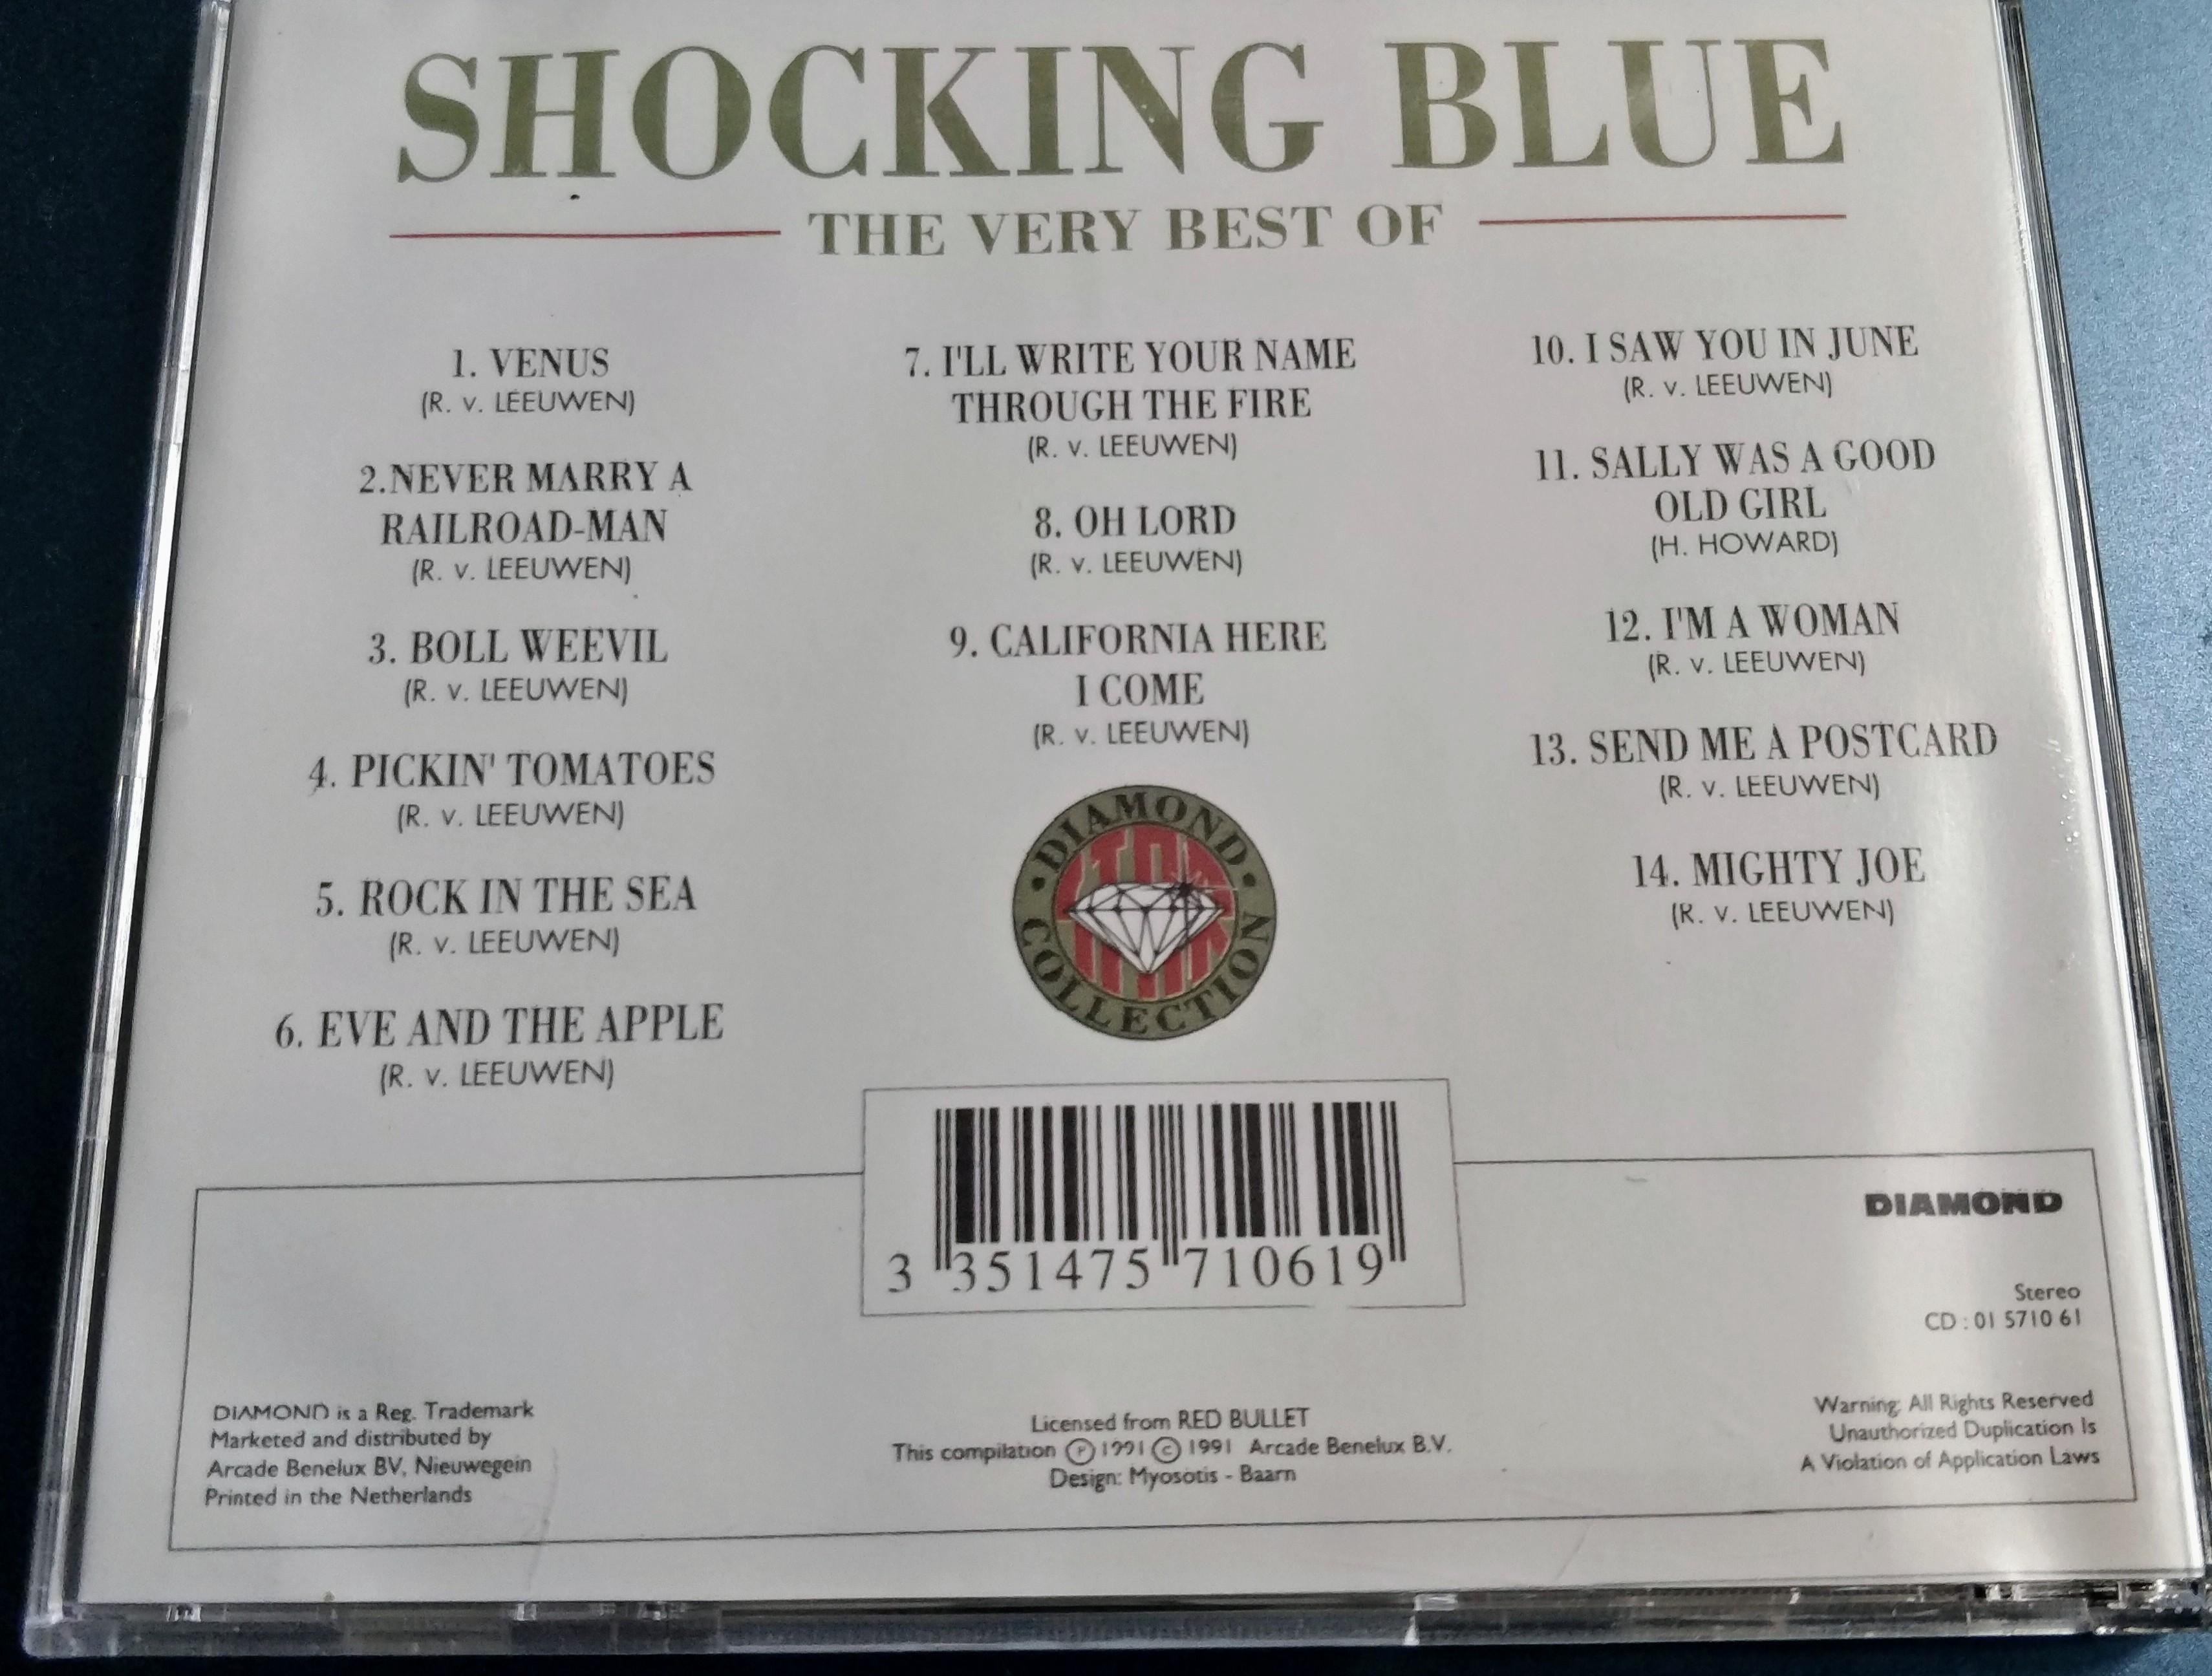 SHOCKING BLUE
THE VERY BEST OF
1. VENUS
(R. v. LEEUWEN)
2.NEVER MARRY A
RAILROAD-MAN
(R. v. LEEUWEN)
3. BOLL WEEVIL
(R. v. LEEUWEN)
4. PICKIN' TOMATOES
(R. v. LEEUWEN)
5. ROCK IN THE SEA
(R. v. LEEUWEN)
6. EVE AND THE APPLE
(R. v. LEEUWEN)
7. I'LL WRITE YOUR NAME
THROUGH THE FIRE
(R. v. LEEUWEN)
8. OH LORD
(R. v. LEEUWEN)
9. CALIFORNIA HERE
I COME
(R. v. LEEUWEN)
10. I SAW YOU IN JUNE
(R. v. LEEUWEN)
11. SALLY WAS A GOOD
OLD GIRL
(H. HOWARD)
12. I'M A WOMAN
(R. v. LEEUWEN)
13. SEND ME A POSTCARD
(R. v. LEEUWEN)
14. MIGHTY JOE
(R. v. LEEUWEN)
• DIAMOND •
COLLECTION
3 351475 710619
DIAMOND
Stereo
CD : 01 5710 61
DIAMOND is a Reg. Trademark
Marketed and distributed by
Arcade Benelux BV, Nieuwegein
Printed in the Netherlands
Licensed from RED BULLET
This compilation Ⓟ 1991 Ⓒ 1991 Arcade Benelux B.V.
Design: Myosotis - Baarn
Warning: All Rights Reserved
Unauthorized Duplication Is
A Violation of Application Laws